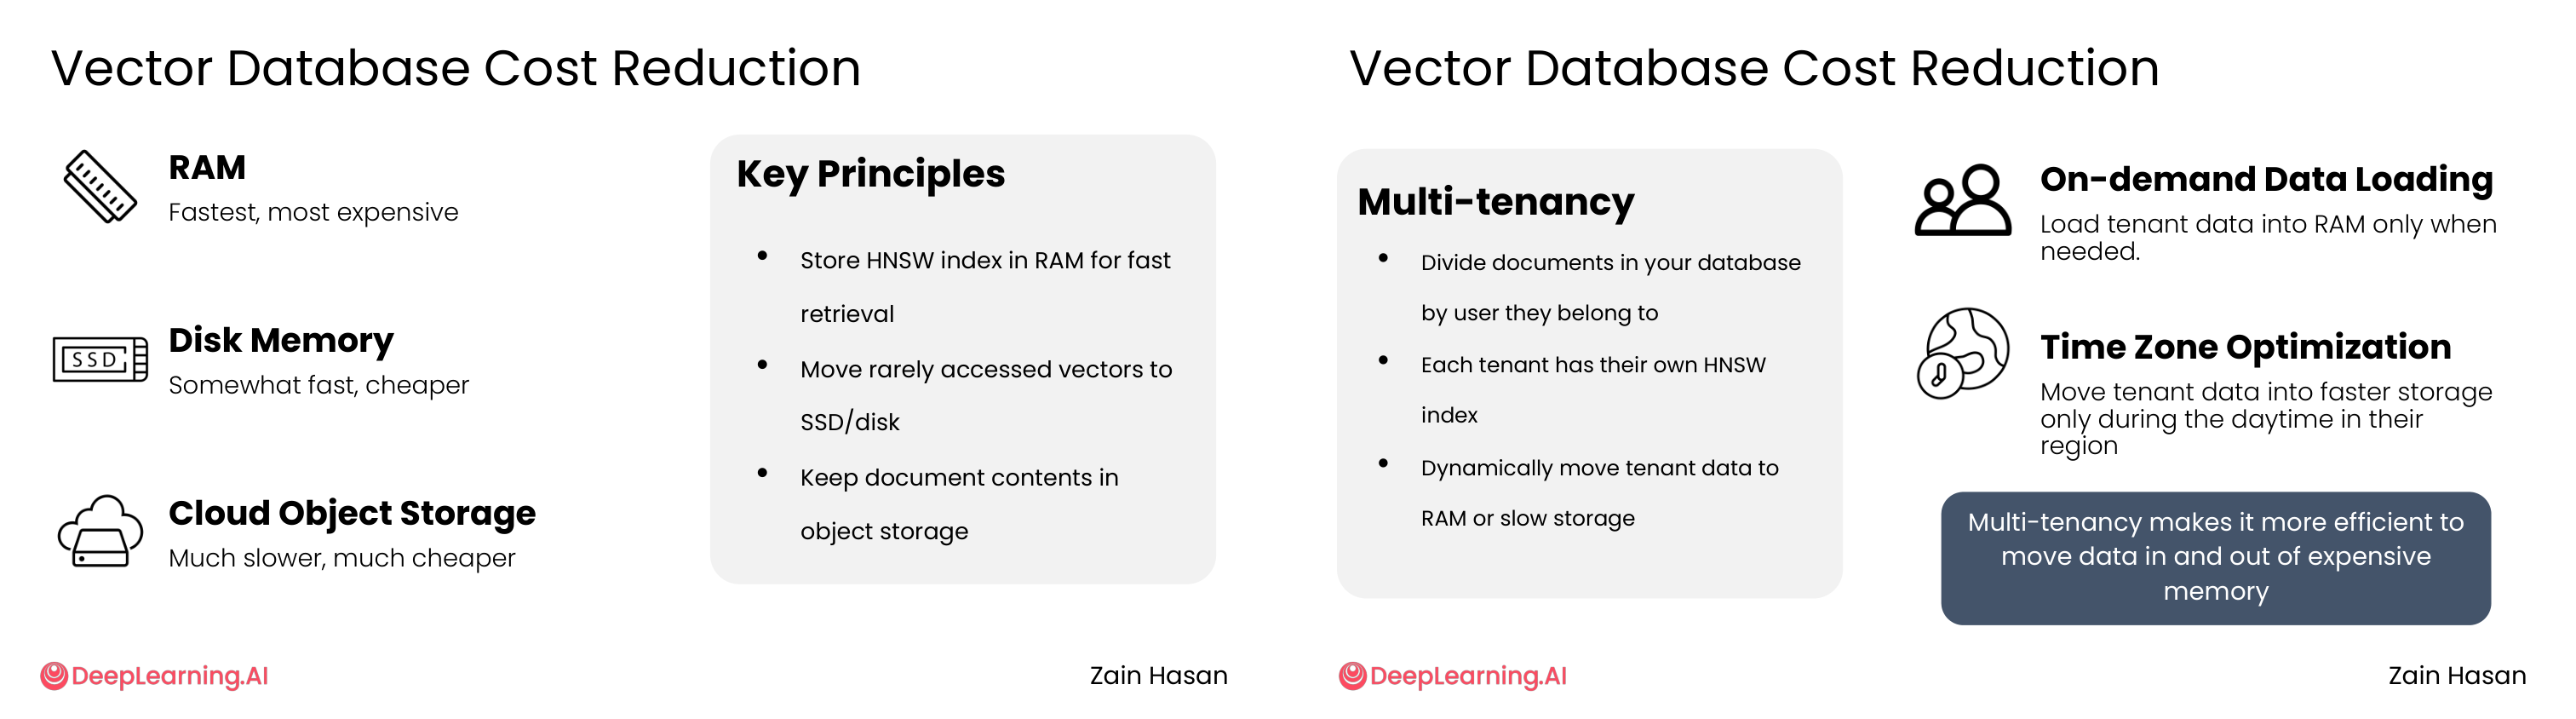 Vector Database Cost Reduction
RAM
Fastest, most expensive
SSD
Disk Memory
Somewhat fast, cheaper
Cloud Object Storage
Much slower, much cheaper
Key Principles
• Store HNSW index in RAM for fast
retrieval
• Move rarely accessed vectors to
SSD/disk
• Keep document contents in
object storage
DeepLearning.AI
Zain Hasan
Vector Database Cost Reduction
Multi-tenancy
• Divide documents in your database
by user they belong to
• Each tenant has their own HNSW
index
• Dynamically move tenant data to
RAM or slow storage
On-demand Data Loading
Load tenant data into RAM only when
needed.
Time Zone Optimization
Move tenant data into faster storage
only during the daytime in their
region
Multi-tenancy makes it more efficient to
move data in and out of expensive
memory
DeepLearning.AI
Zain Hasan